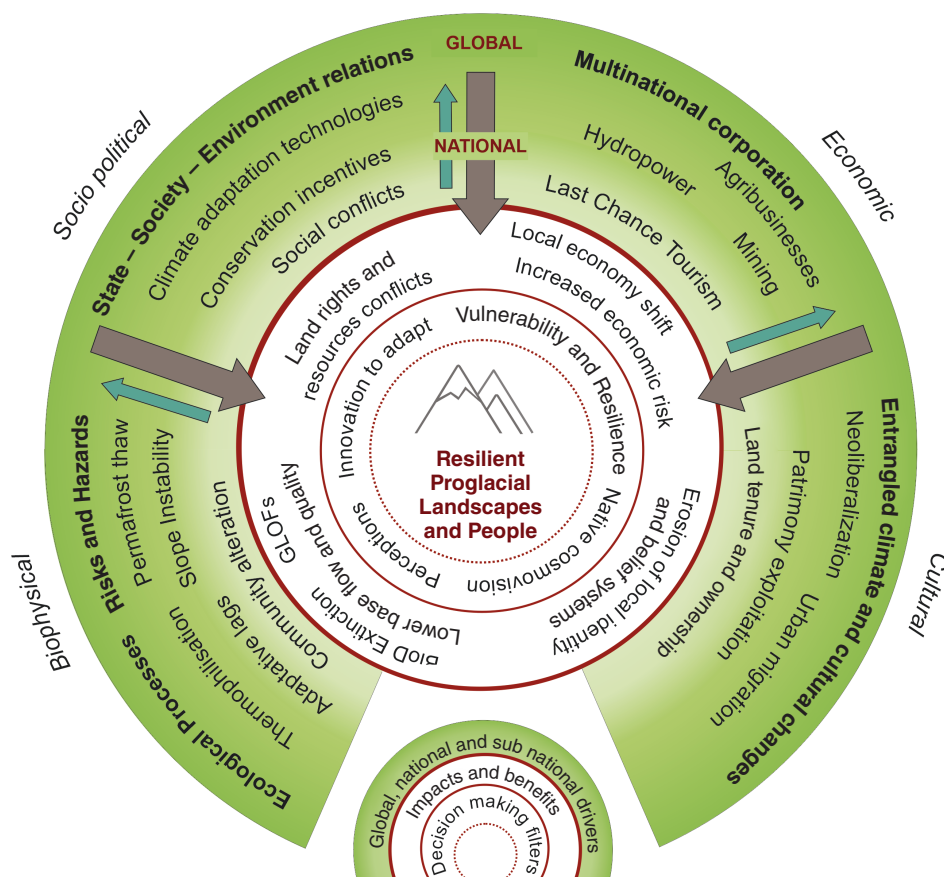 GLOBAL
NATIONAL
Socio political
State – Society – Environment relations
Climate adaptation technologies
Conservation incentives
Social conflicts
Economic
Multinational corporation
Hydropower
Agribusinesses
Mining
Last Chance Tourism
Cultural
Entrangled climate and cultural changes
Neoliberalization
Patrimony exploitation
Urban migration
Land tenure and ownership
Biophysical
Risks and Hazards
Permafrost thaw
Slope Instability
Ecological Processes
Thermophilisation
Adaptative lags
Community alteration
Land rights and
resources conflicts
Local economy shift
Increased economic risk
Erosion of local identity
and belief systems
GLOFs
Lower base flow and quality
BioD Extinction
Innovation to adapt
Vulnerability and Resilience
Native cosmovision
Perceptions
Resilient
Proglacial
Landscapes
and People
Global, national and sub national drivers
Impacts and benefits
Decision making filters